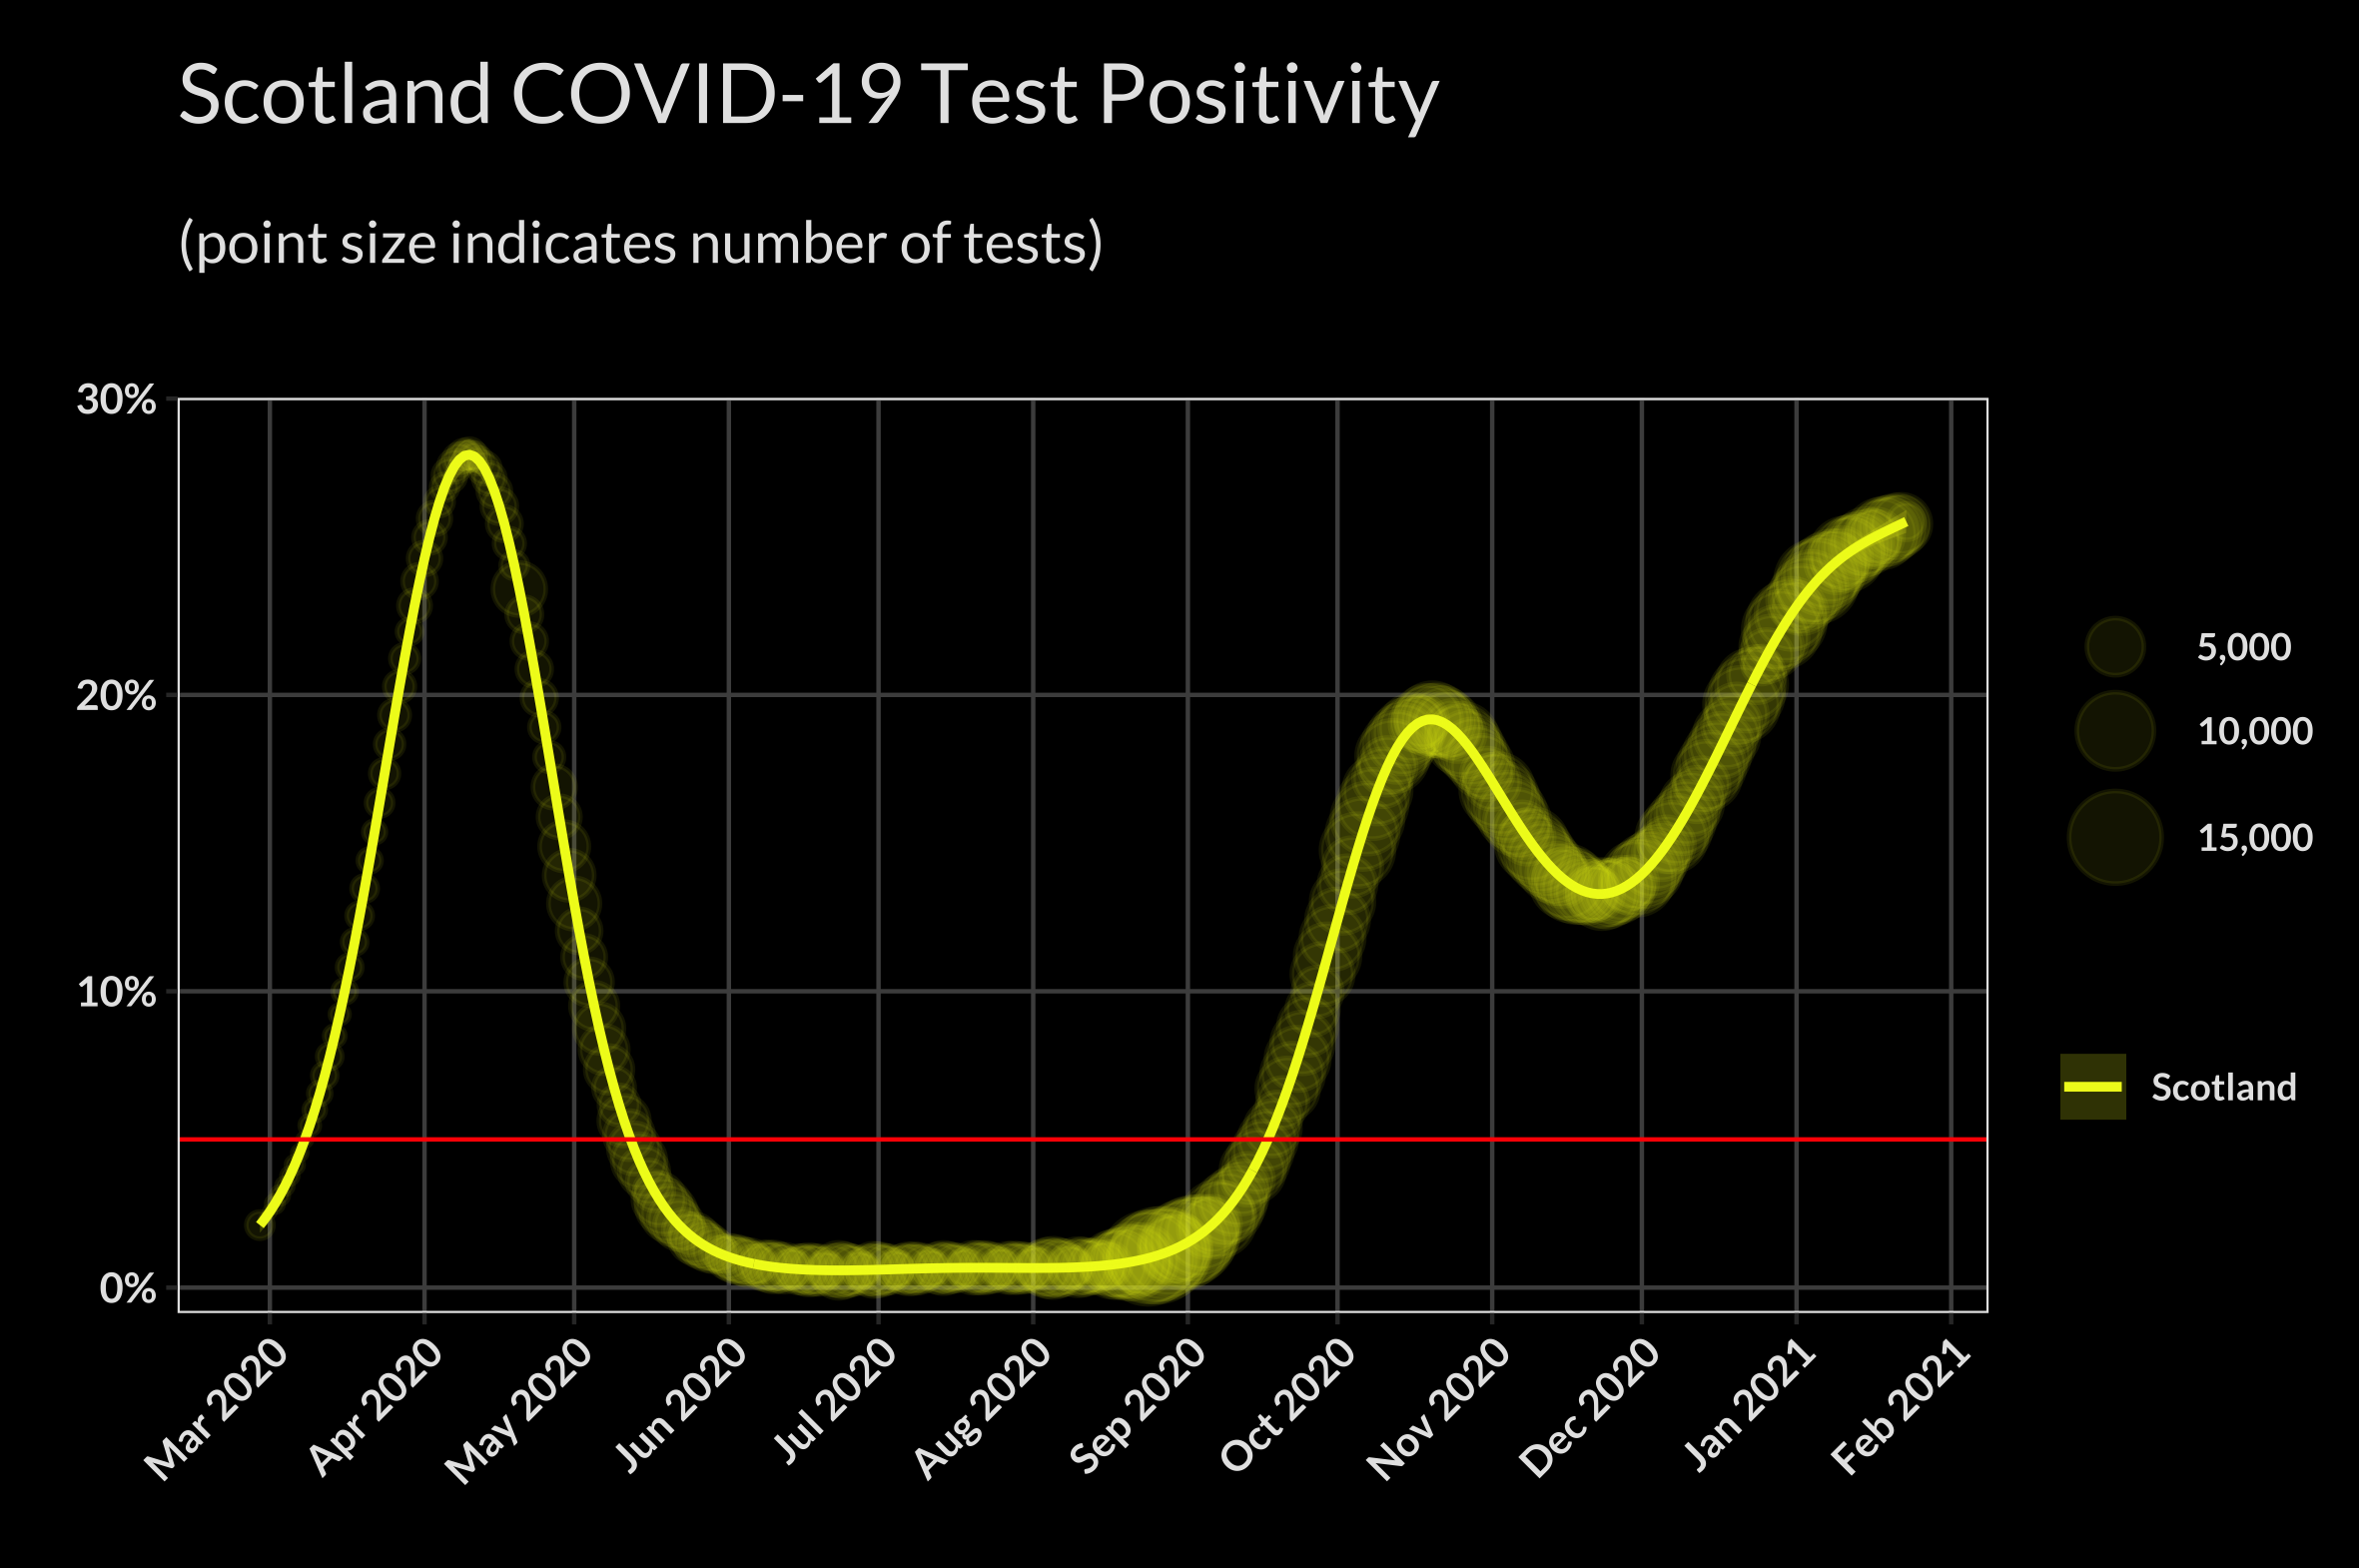 Scotland COVID-19 Test Positivity
(point size indicates number of tests)
30%
20%
10%
0%
Mar 2020
Apr 2020
May 2020
Jun 2020
Jul 2020
Aug 2020
Sep 2020
Oct 2020
Nov 2020
Dec 2020
Jan 2021
Feb 2021
5,000
10,000
15,000
Scotland